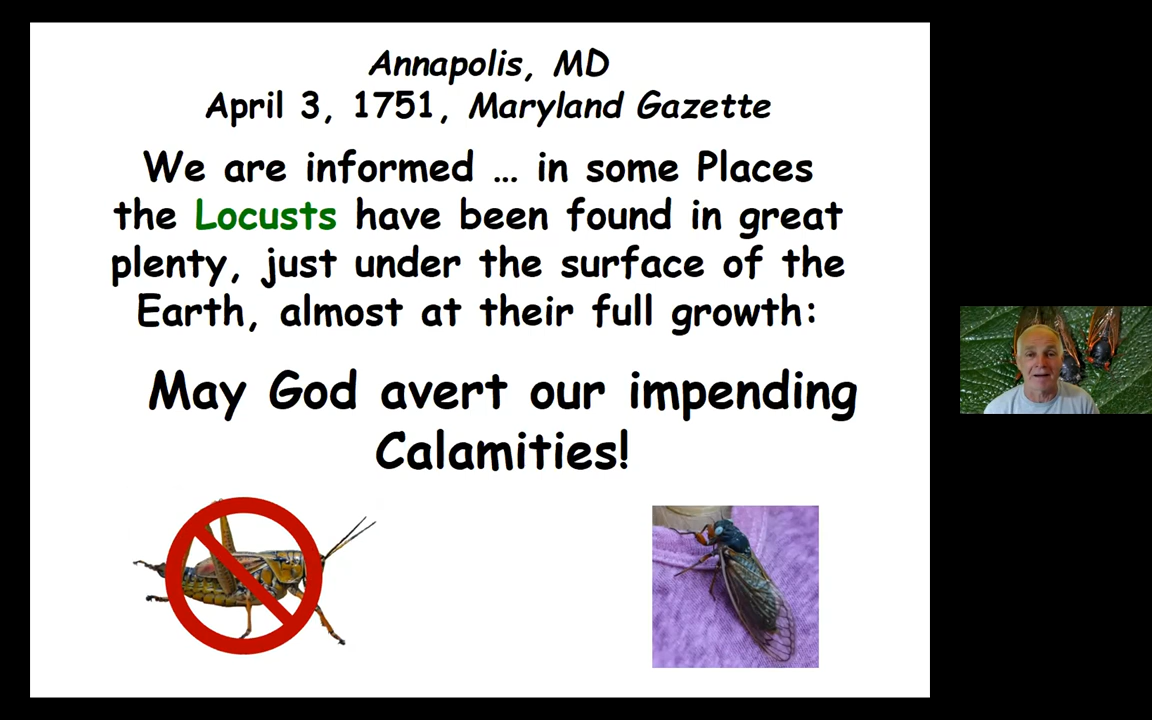 Annapolis, MD
April 3, 1751, Maryland Gazette
We are informed … in some Places
the Locusts have been found in great
plenty, just under the surface of the
Earth, almost at their full growth:
May God avert our impending
Calamities!